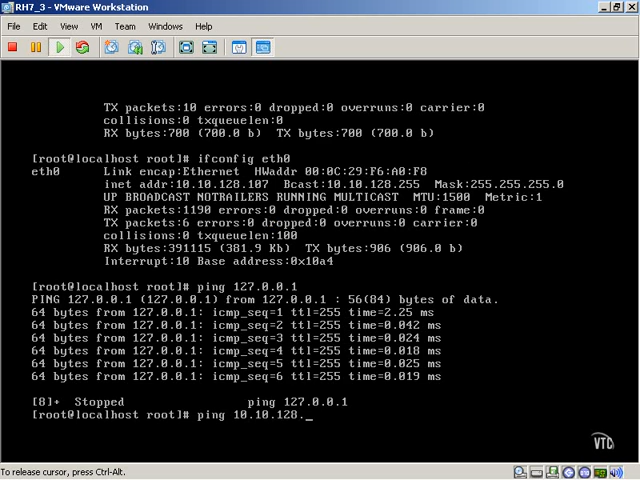 RH7_3 - VMware Workstation
File Edit View VM Team Windows Help
TX packets:10 errors:0 dropped:0 overruns:0 carrier:0
collisions:0 txqueuelen:0
RX bytes:700 (700.0 b)  TX bytes:700 (700.0 b)
[root@localhost root]# ifconfig eth0
eth0      Link encap:Ethernet  HWaddr 00:0C:29:F6:A0:F8
inet addr:10.10.128.107  Bcast:10.10.128.255  Mask:255.255.255.0
UP BROADCAST NOTRAILERS RUNNING MULTICAST  MTU:1500  Metric:1
RX packets:1190 errors:0 dropped:0 overruns:0 frame:0
TX packets:6 errors:0 dropped:0 overruns:0 carrier:0
collisions:0 txqueuelen:100
RX bytes:391115 (381.9 Kb)  TX bytes:906 (906.0 b)
Interrupt:10 Base address:0x10a4
[root@localhost root]# ping 127.0.0.1
PING 127.0.0.1 (127.0.0.1) from 127.0.0.1 : 56(84) bytes of data.
64 bytes from 127.0.0.1: icmp_seq=1 ttl=255 time=2.25 ms
64 bytes from 127.0.0.1: icmp_seq=2 ttl=255 time=0.042 ms
64 bytes from 127.0.0.1: icmp_seq=3 ttl=255 time=0.024 ms
64 bytes from 127.0.0.1: icmp_seq=4 ttl=255 time=0.018 ms
64 bytes from 127.0.0.1: icmp_seq=5 ttl=255 time=0.025 ms
64 bytes from 127.0.0.1: icmp_seq=6 ttl=255 time=0.019 ms
[8]+  Stopped                 ping 127.0.0.1
[root@localhost root]# ping 10.10.128._
VTC
To release cursor, press Ctrl-Alt.